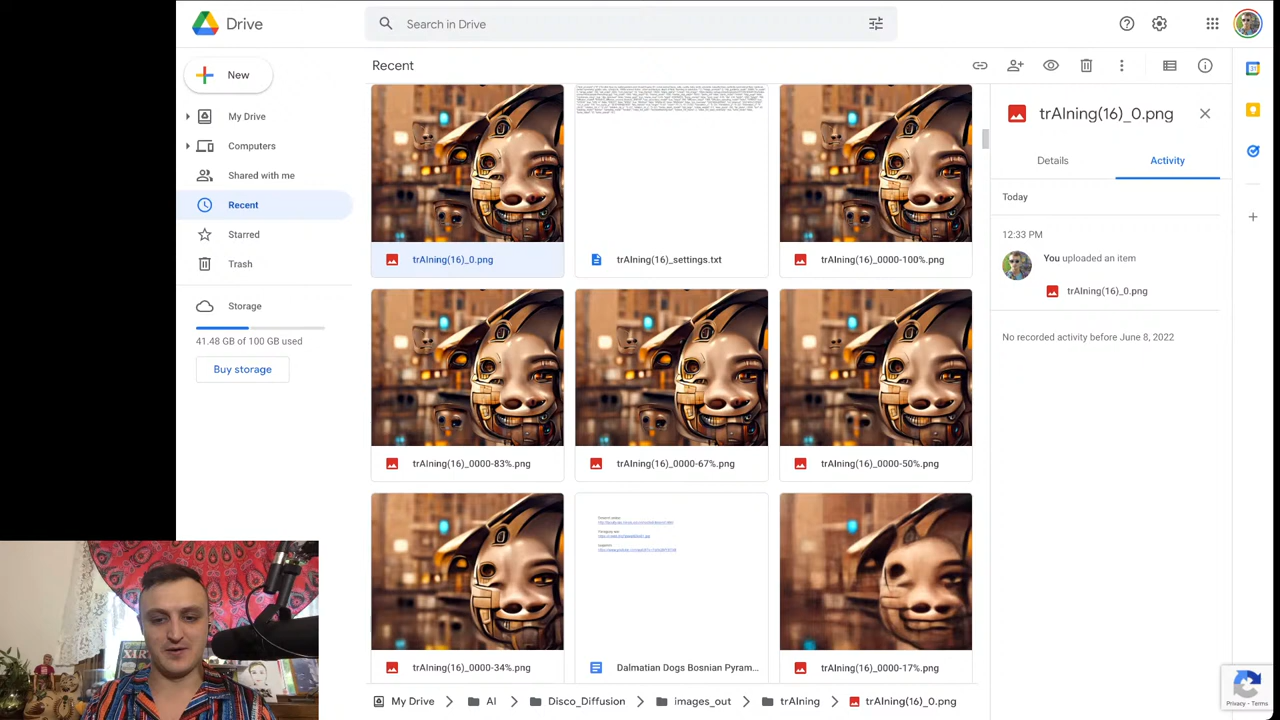 Drive
Search in Drive
New
Recent
My Drive
Computers
Shared with me
Recent
Starred
Trash
Storage
41.48 GB of 100 GB used
Buy storage
trAIning(16)_0.png
trAIning(16)_settings.txt
trAIning(16)_0000-100%.png
trAIning(16)_0000-83%.png
trAIning(16)_0000-67%.png
trAIning(16)_0000-50%.png
trAIning(16)_0000-34%.png
Dalmatian Dogs Bosnian Pyram...
trAIning(16)_0000-17%.png
My Drive > AI > Disco_Diffusion > images_out > trAIning > trAIning(16)_0.png
trAIning(16)_0.png
Details
Activity
Today
12:33 PM
You uploaded an item
trAIning(16)_0.png
No recorded activity before June 8, 2022
Privacy - Terms